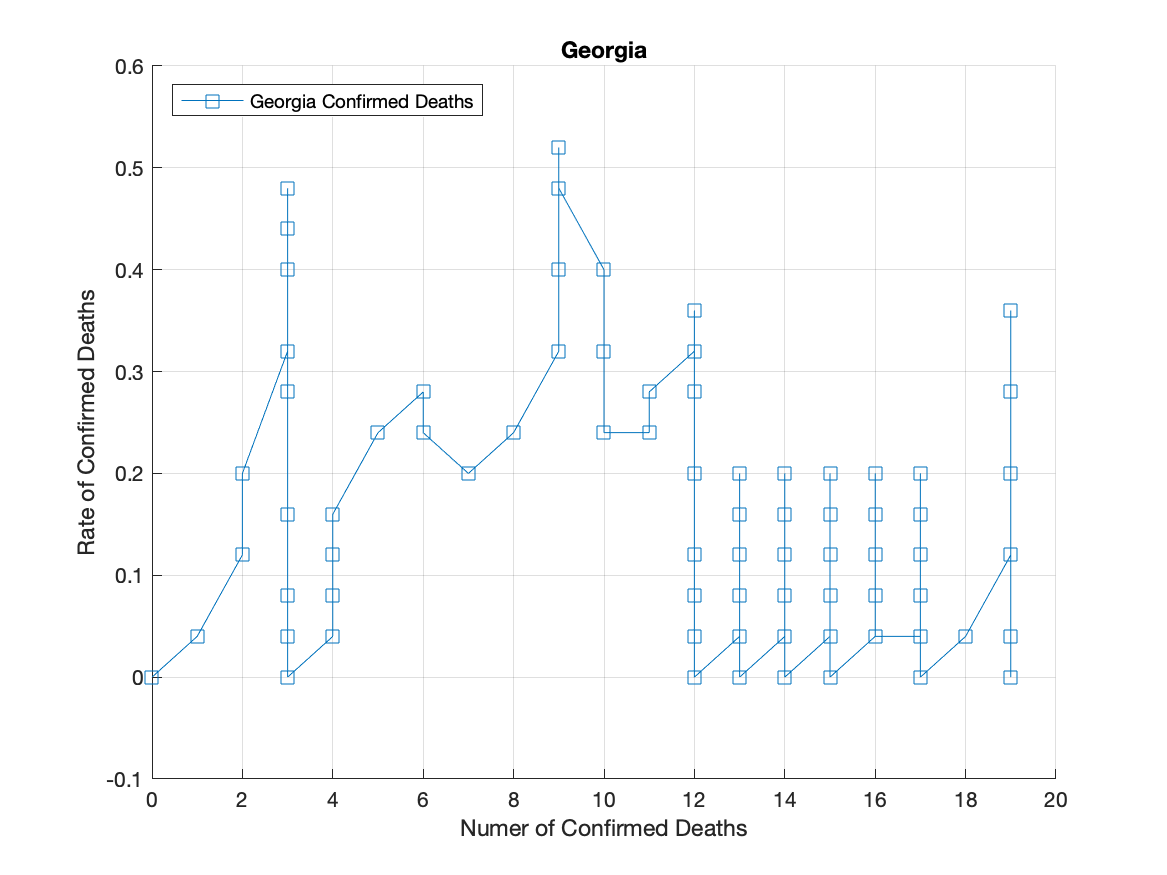 Georgia
Georgia Confirmed Deaths
0.6
0.5
0.4
0.3
0.2
0.1
0
-0.1
Rate of Confirmed Deaths
0 2 4 6 8 10 12 14 16 18 20
Numer of Confirmed Deaths